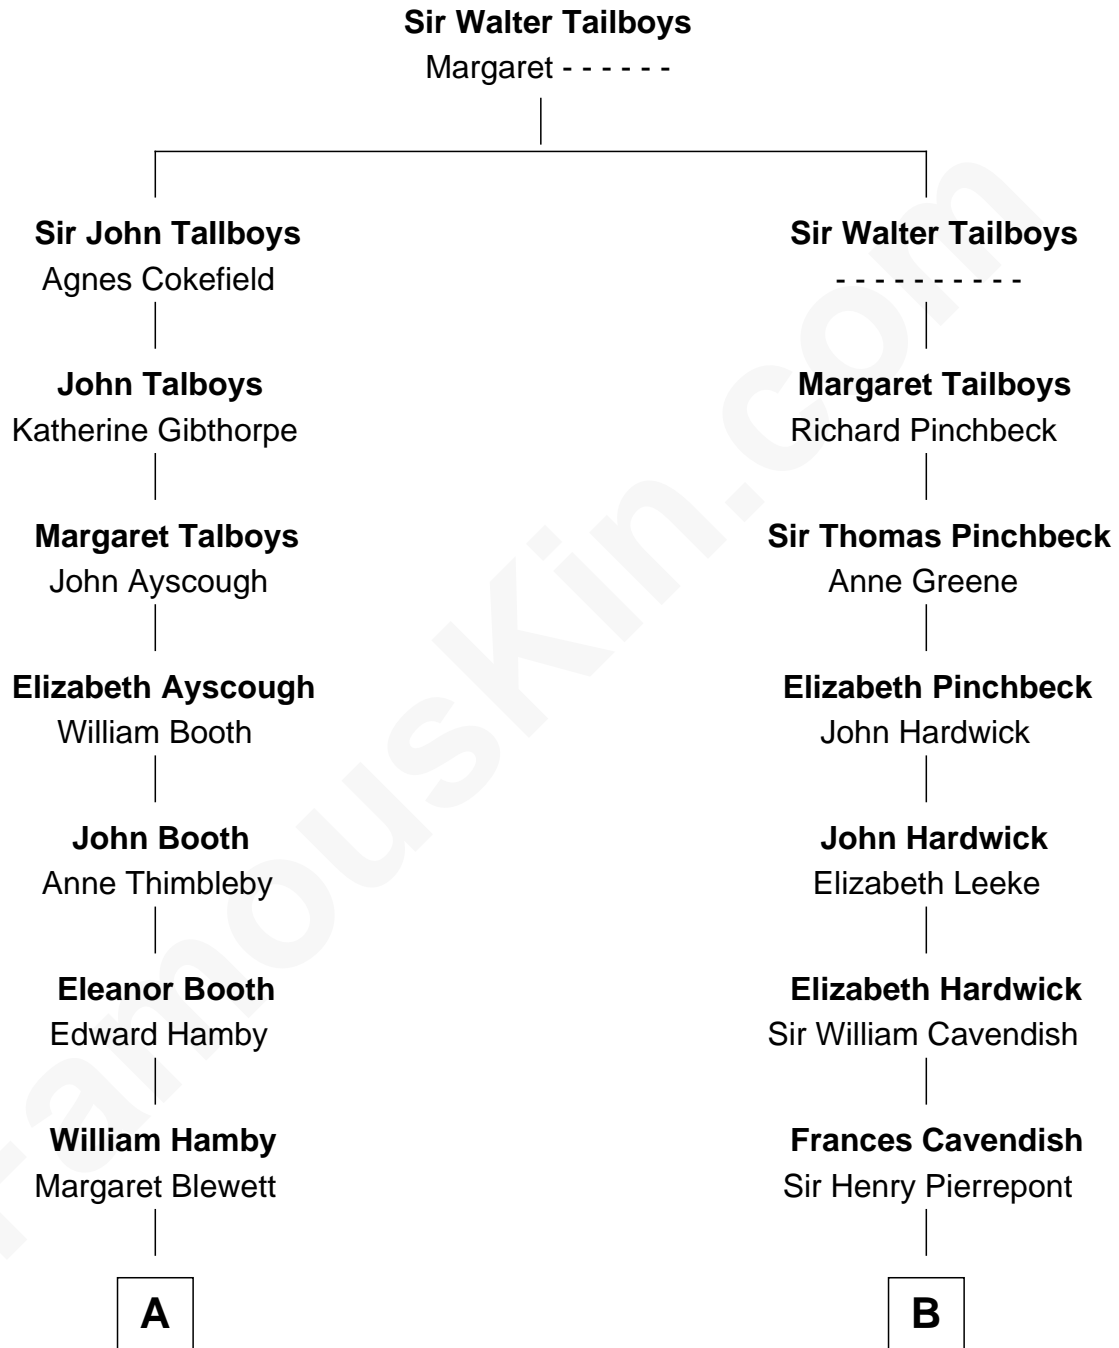 Sir Walter Tailboys
Margaret - - - - - -
Sir John Tallboys
Agnes Cokefield
Sir Walter Tailboys
- - - - - - - - - -
John Talboys
Katherine Gibthorpe
Margaret Tailboys
Richard Pinchbeck
Margaret Talboys
John Ayscough
Sir Thomas Pinchbeck
Anne Greene
Elizabeth Ayscough
William Booth
Elizabeth Pinchbeck
John Hardwick
John Booth
Anne Thimbleby
John Hardwick
Elizabeth Leeke
Eleanor Booth
Edward Hamby
Elizabeth Hardwick
Sir William Cavendish
William Hamby
Margaret Blewett
Frances Cavendish
Sir Henry Pierrepont
A
B
FamousKin.com